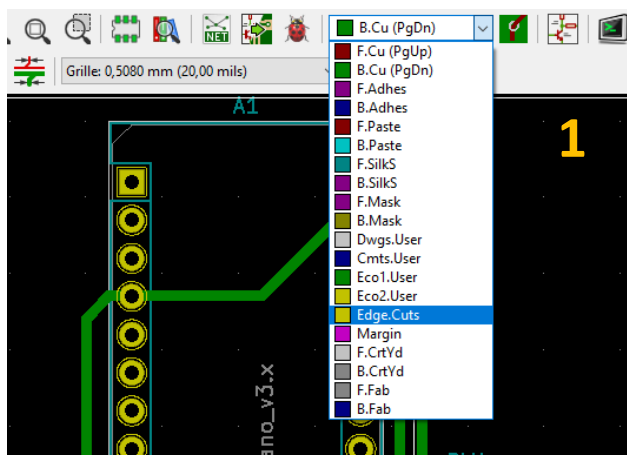 NET
B.Cu (PgDn)
Grille: 0,5080 mm (20,00 mils)
F.Cu (PgUp)
B.Cu (PgDn)
F.Adhes
B.Adhes
F.Paste
B.Paste
F.SilkS
B.SilkS
F.Mask
B.Mask
Dwgs.User
Cmts.User
Eco1.User
Eco2.User
Edge.Cuts
Margin
F.CrtYd
B.CrtYd
F.Fab
B.Fab
A1
1
ano_v3.x